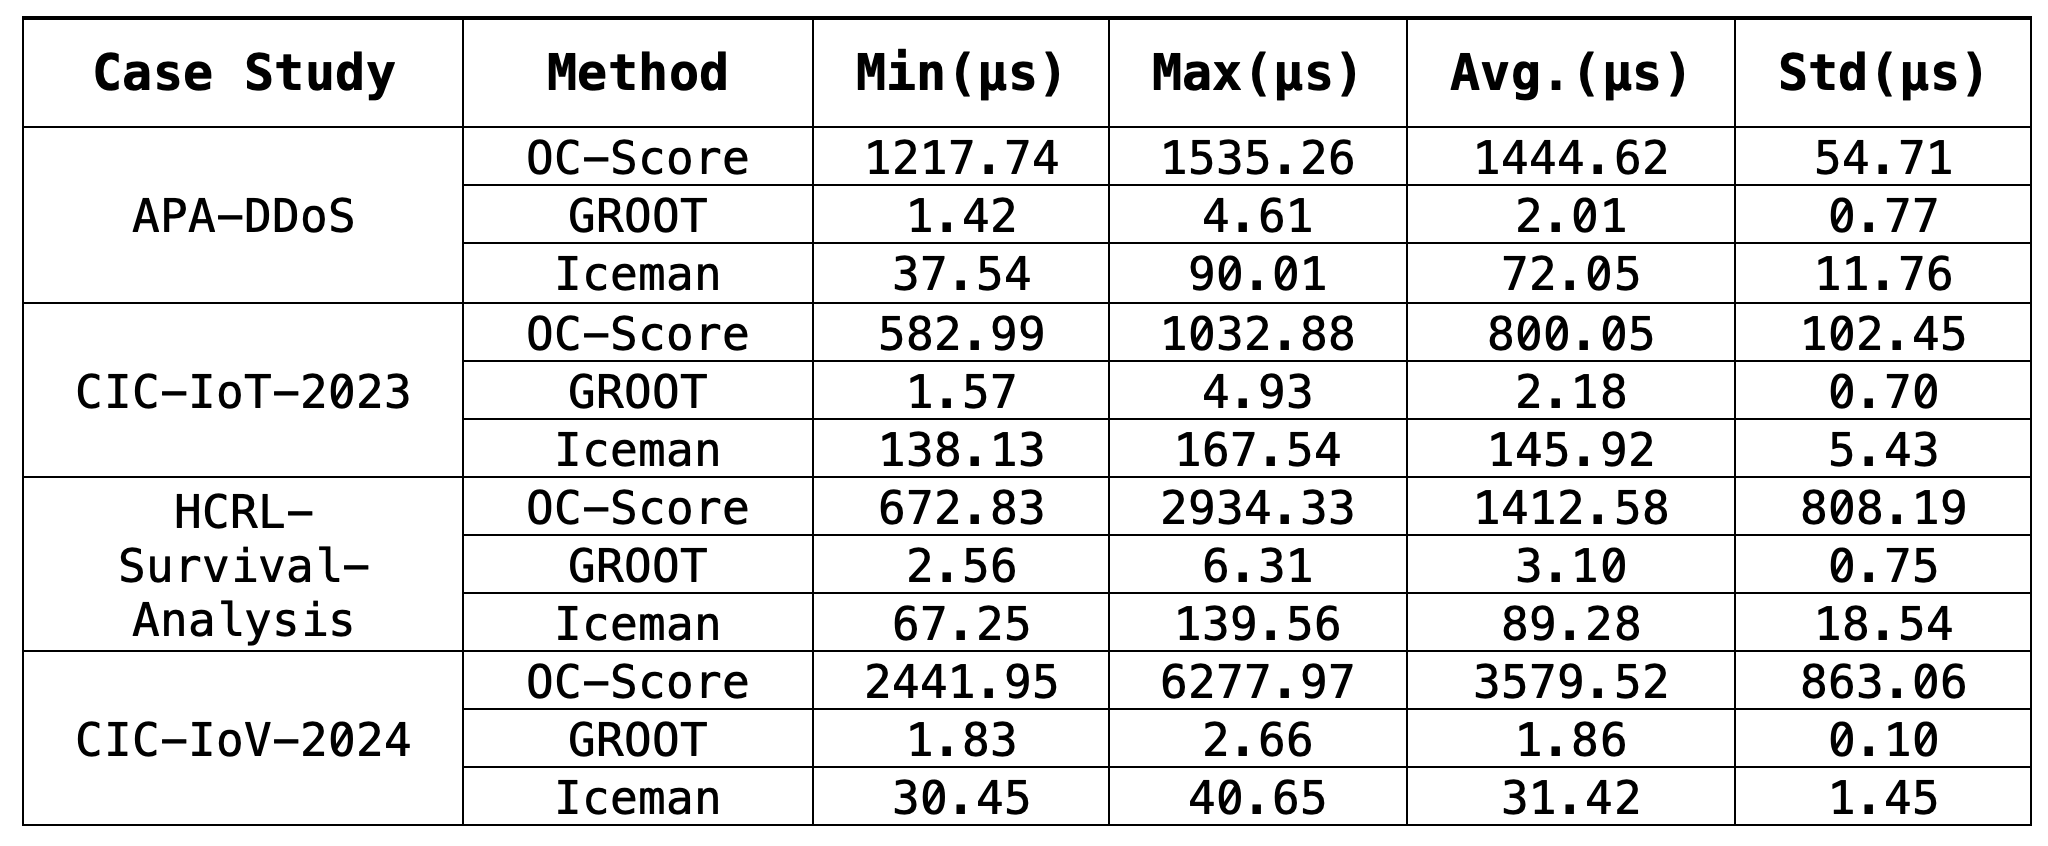 Case Study Method Min(µs) Max(µs) Avg.(µs) Std(µs)
APA-DDoS
OC-Score 1217.74 1535.26 1444.62 54.71
GROOT 1.42 4.61 2.01 0.77
Iceman 37.54 90.01 72.05 11.76
CIC-IoT-2023
OC-Score 582.99 1032.88 800.05 102.45
GROOT 1.57 4.93 2.18 0.70
Iceman 138.13 167.54 145.92 5.43
HCRL-
Survival-
Analysis
OC-Score 672.83 2934.33 1412.58 808.19
GROOT 2.56 6.31 3.10 0.75
Iceman 67.25 139.56 89.28 18.54
CIC-IoV-2024
OC-Score 2441.95 6277.97 3579.52 863.06
GROOT 1.83 2.66 1.86 0.10
Iceman 30.45 40.65 31.42 1.45